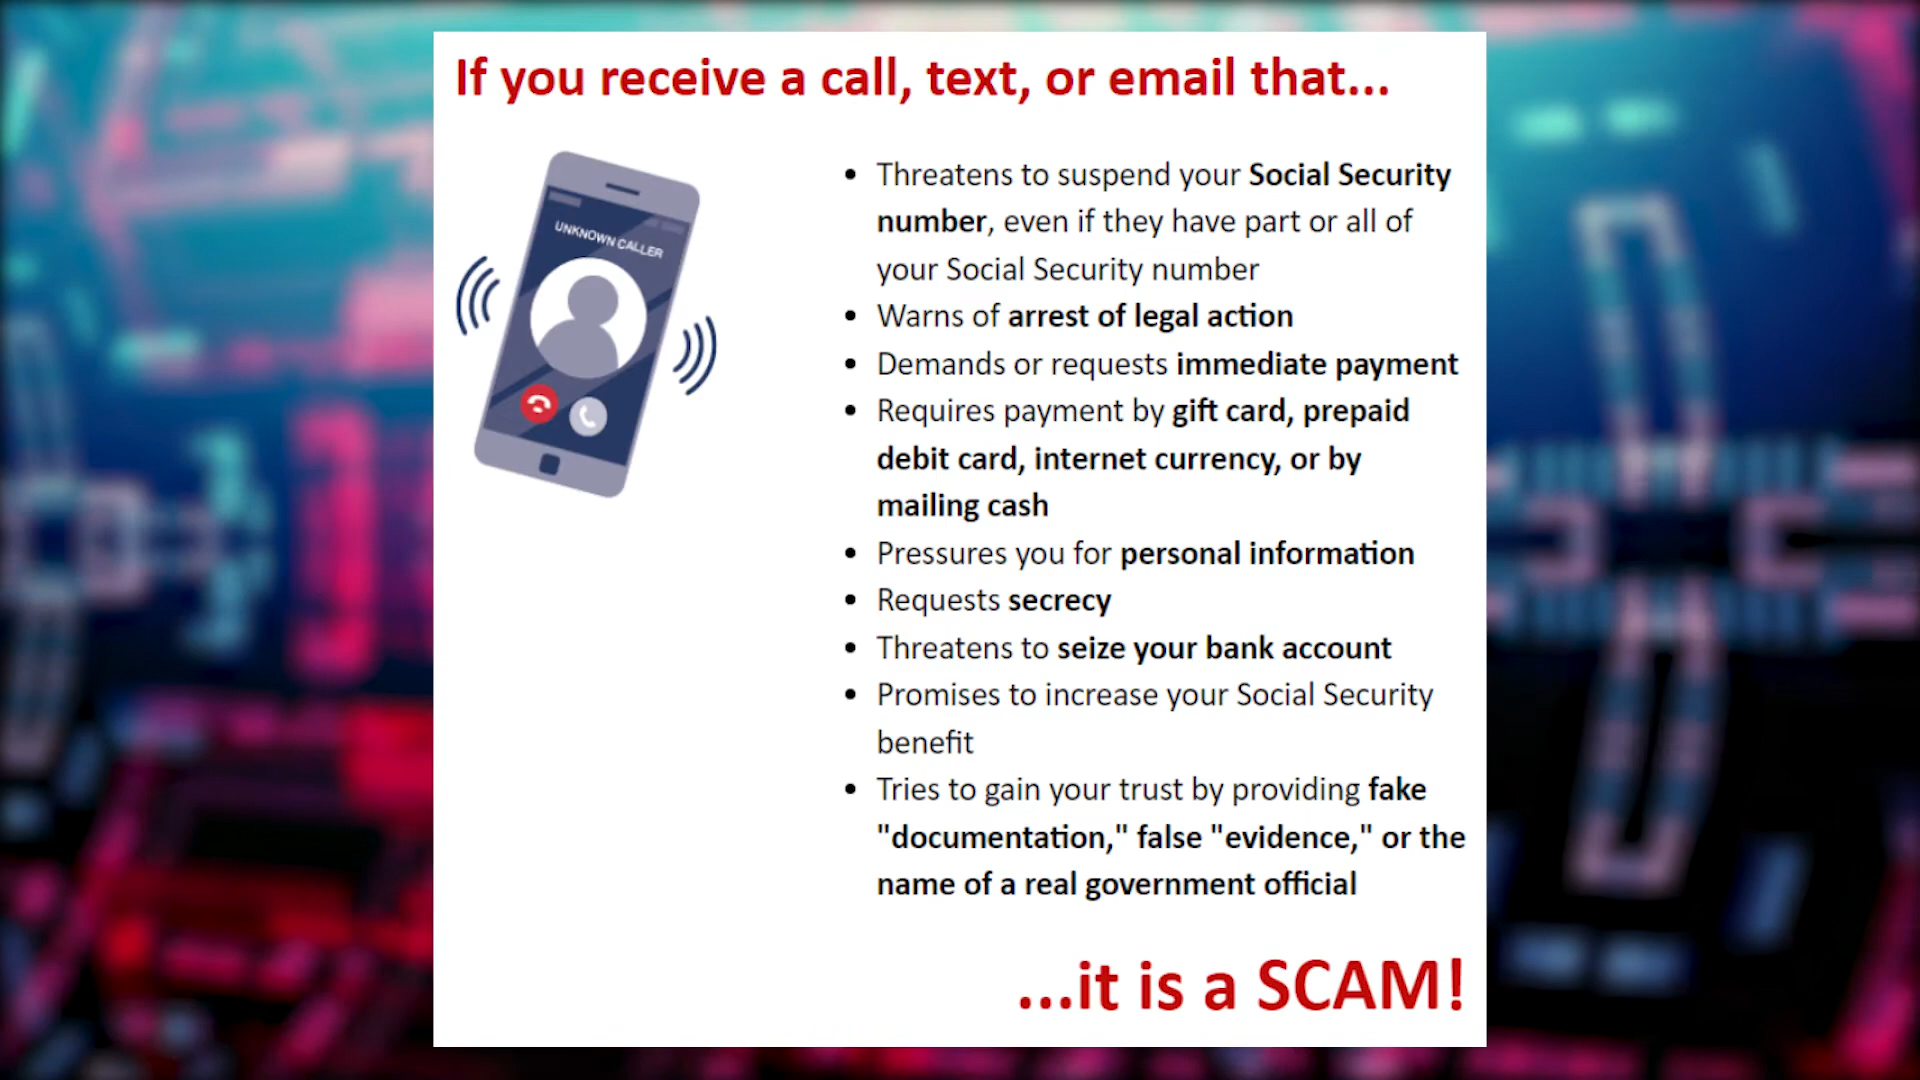 If you receive a call, text, or email that...
UNKNOWN CALLER
• Threatens to suspend your Social Security
number, even if they have part or all of
your Social Security number
• Warns of arrest of legal action
• Demands or requests immediate payment
• Requires payment by gift card, prepaid
debit card, internet currency, or by
mailing cash
• Pressures you for personal information
• Requests secrecy
• Threatens to seize your bank account
• Promises to increase your Social Security
benefit
• Tries to gain your trust by providing fake
"documentation," false "evidence," or the
name of a real government official
...it is a SCAM!